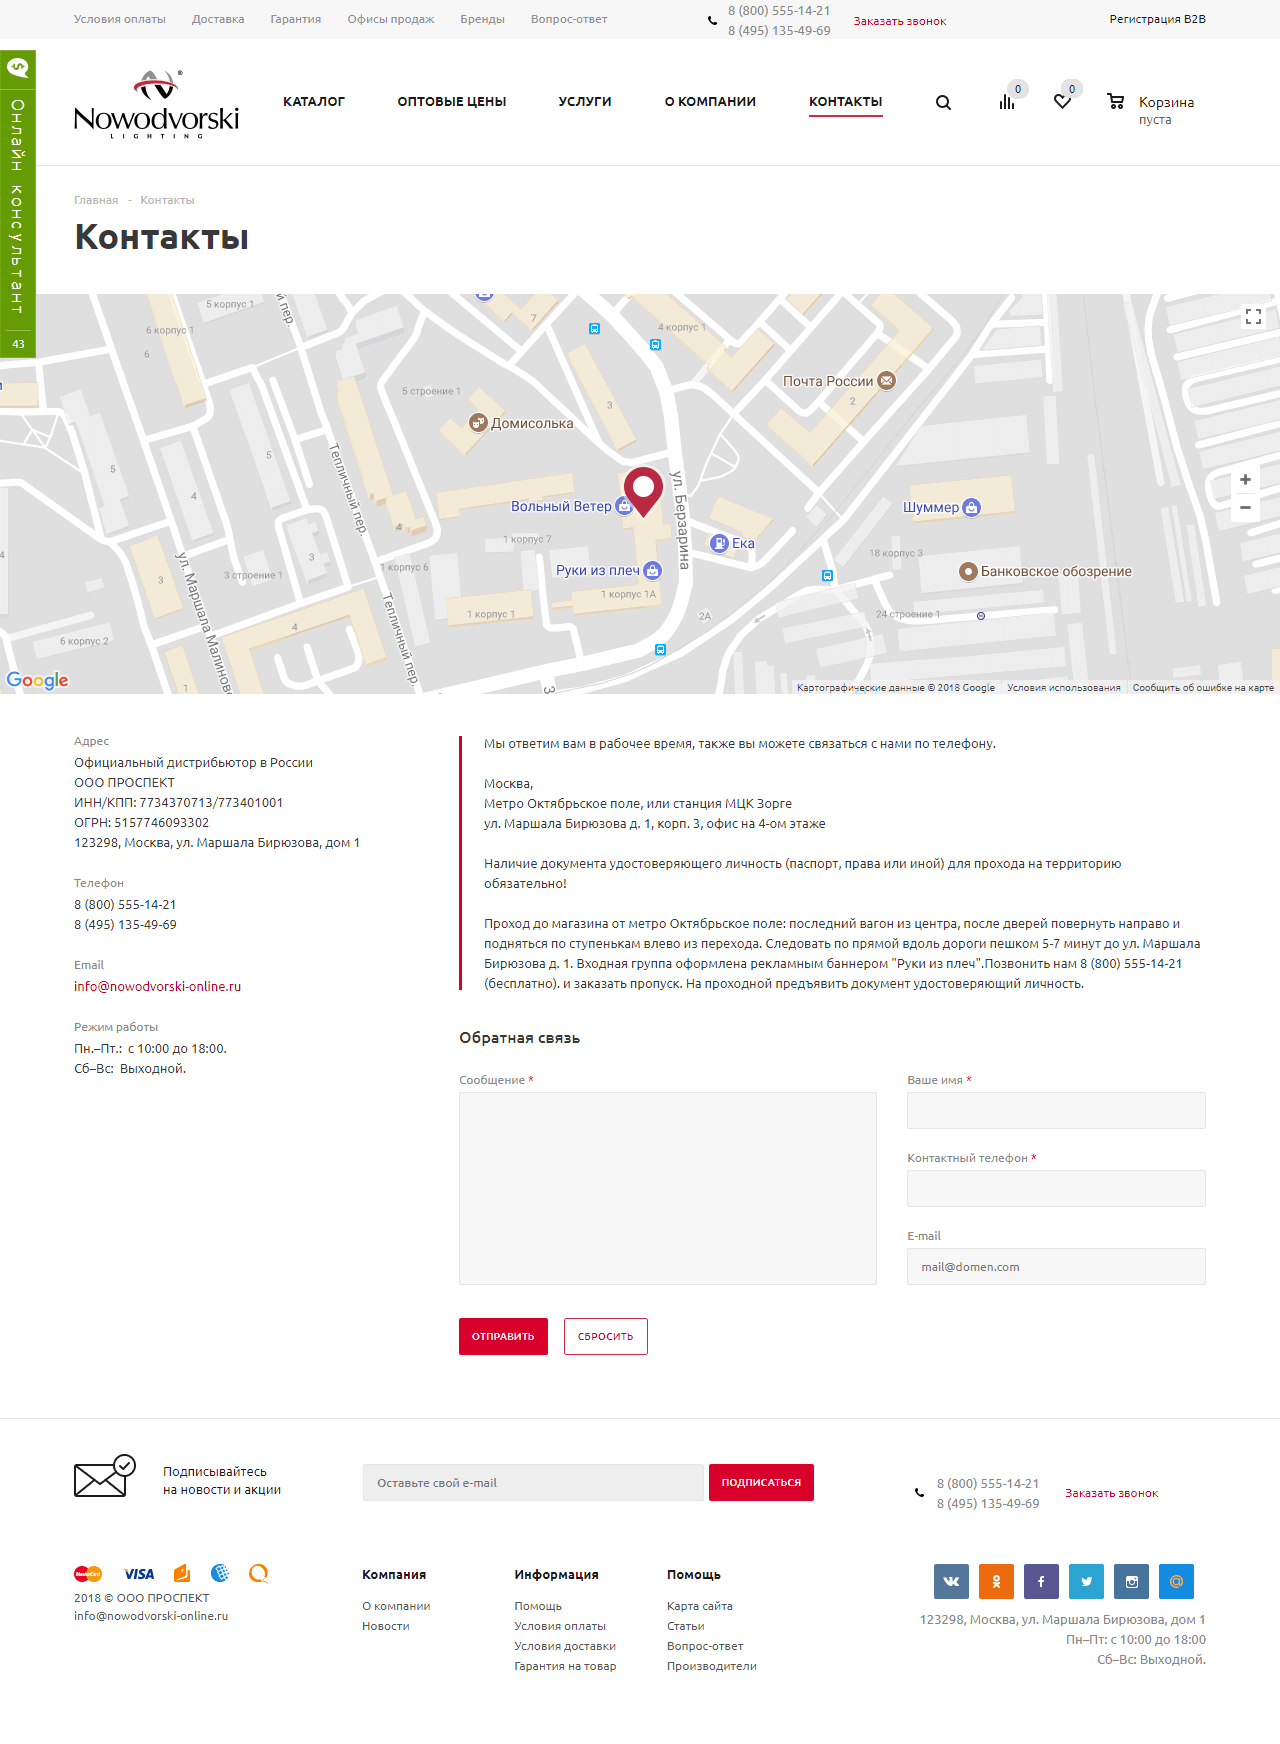 Условия оплаты Доставка Гарантия Офисы продаж Бренды Вопрос-ответ
8 (800) 555-14-21
8 (495) 135-49-69
Заказать звонок
Регистрация B2B
Онлайн консультант
43
Nowodvorski
LIGHTING
КАТАЛОГ ОПТОВЫЕ ЦЕНЫ УСЛУГИ О КОМПАНИИ КОНТАКТЫ
0
0
Корзина
пуста
Главная - Контакты
Контакты
5 корпус 1
пер.
6 корпус 1
6
7
4 корпус 1
Почта России
2
5 строение 1
3
Домисолька
Тепличный пер.
5
5
4
4
ул. Берзарина
Вольный Ветер
Шуммер
1 корпус 7
Ека
4
18 корпус 3
ул. Маршала Малиновс
3
3 строение 1
3
1 корпус 6
Руки из плеч
Банковское обозрение
1 корпус 1А
Тепличный пер.
1 корпус 1
2А
24 строение 1
4
6 корпус 2
1
3
Google
Картографические данные © 2018 Google Условия использования Сообщить об ошибке на карте
Адрес
Официальный дистрибьютор в России
ООО ПРОСПЕКТ
ИНН/КПП: 7734370713/773401001
ОГРН: 5157746093302
123298, Москва, ул. Маршала Бирюзова, дом 1
Телефон
8 (800) 555-14-21
8 (495) 135-49-69
Email
info@nowodvorski-online.ru
Режим работы
Пн.–Пт.: с 10:00 до 18:00.
Сб–Вс: Выходной.
Мы ответим вам в рабочее время, также вы можете связаться с нами по телефону.
Москва,
Метро Октябрьское поле, или станция МЦК Зорге
ул. Маршала Бирюзова д. 1, корп. 3, офис на 4-ом этаже
Наличие документа удостоверяющего личность (паспорт, права или иной) для прохода на территорию
обязательно!
Проход до магазина от метро Октябрьское поле: последний вагон из центра, после дверей повернуть направо и
подняться по ступенькам влево из перехода. Следовать по прямой вдоль дороги пешком 5-7 минут до ул. Маршала
Бирюзова д. 1. Входная группа оформлена рекламным баннером "Руки из плеч".Позвонить нам 8 (800) 555-14-21
(бесплатно). и заказать пропуск. На проходной предъявить документ удостоверяющий личность.
Обратная связь
Сообщение *
Ваше имя *
Контактный телефон *
E-mail
mail@domen.com
ОТПРАВИТЬ СБРОСИТЬ
Подписывайтесь
на новости и акции
Оставьте свой e-mail
ПОДПИСАТЬСЯ
8 (800) 555-14-21
8 (495) 135-49-69
Заказать звонок
MasterCard VISA
2018 © ООО ПРОСПЕКТ
info@nowodvorski-online.ru
Компания
О компании
Новости
Информация
Помощь
Условия оплаты
Условия доставки
Гарантия на товар
Помощь
Карта сайта
Статьи
Вопрос-ответ
Производители
123298, Москва, ул. Маршала Бирюзова, дом 1
Пн–Пт: с 10:00 до 18:00
Сб–Вс: Выходной.